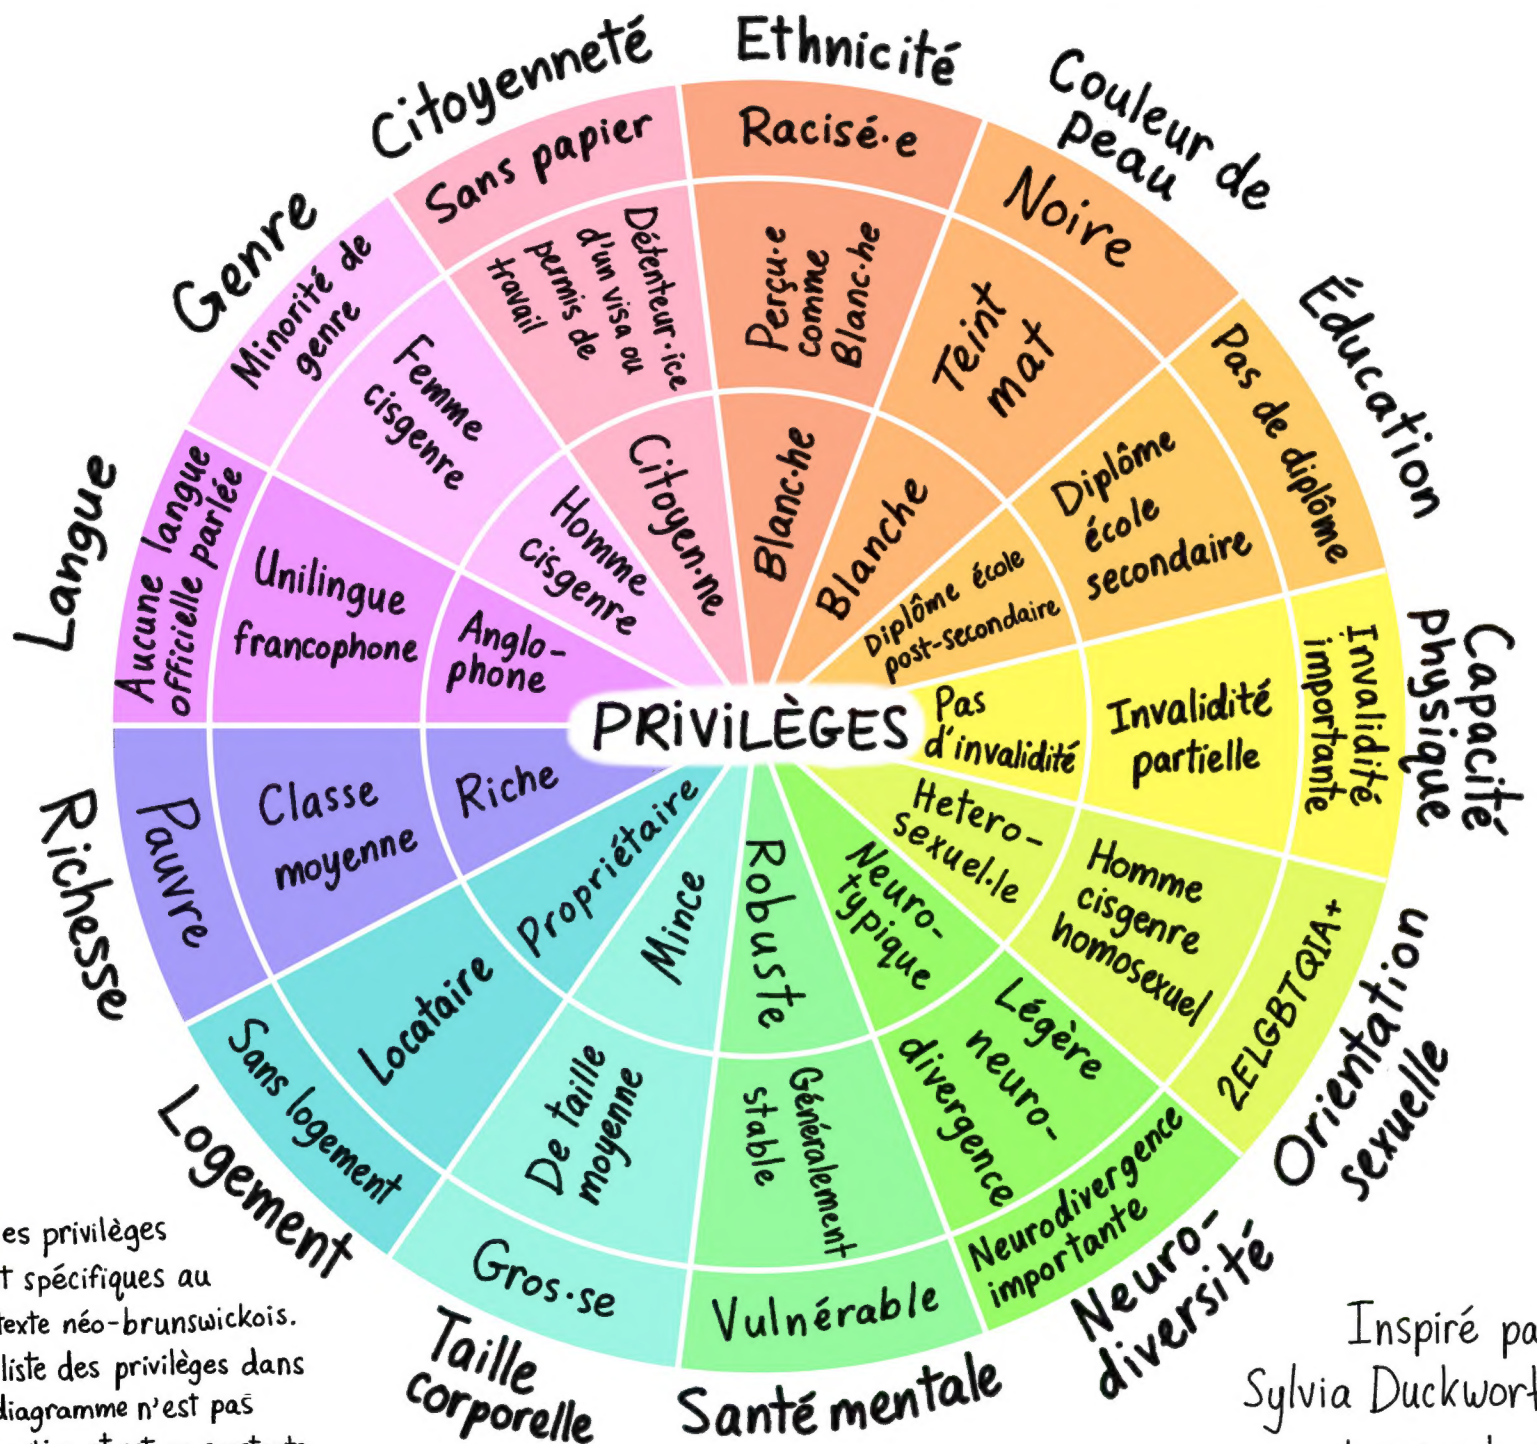 Ethnicité
Racisé·e
Perçu·e
comme
Blanc·he
Blanc·he
Couleur de
peau
Noire
Teint
mat
Blanche
Éducation
Pas de diplôme
Diplôme
école
secondaire
Diplôme école
post-secondaire
Capacité
physique
Invalidité
importante
Invalidité
partielle
Pas
d'invalidité
Orientation
sexuelle
2ELGBTQIA+
Homme
cisgenre
homosexuel
Hetero-
sexuel·le
Neuro-
diversité
Neurodivergence
importante
Légère
neuro-
divergence
Neuro-
typique
Santé mentale
Vulnérable
Généralement
stable
Robuste
Taille
corporelle
Gros·se
De taille
moyenne
Mince
Logement
Sans logement
Locataire
Propriétaire
Richesse
Pauvre
Classe
moyenne
Riche
Langue
Aucune langue
officielle parlée
Unilingue
francophone
Anglo-
phone
Genre
Minorité de
genre
Femme
cisgenre
Homme
cisgenre
Citoyenneté
Sans papier
Détenteur·ice
d'un visa ou
permis de
travail
Citoyen·ne
PRIVILÈGES
es privilèges
t spécifiques au
texte néo-brunswickois.
liste des privilèges dans
diagramme n'est pas
Inspiré pa
Sylvia Duckwort